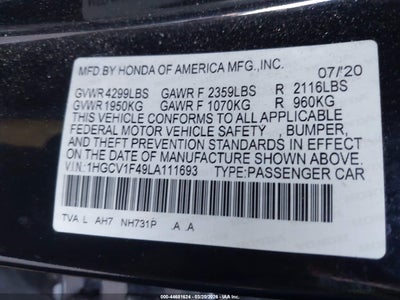 MFD.BY HONDA OF AMERICA MFG.,INC. 07/'20
GVWR 4299LBS GAWR F 2359LBS R 2116LBS
GVWR 1950KG GAWR F 1070KG R 960KG
THIS VEHICLE CONFORMS TO ALL APPLICABLE
FEDERAL MOTOR VEHICLE SAFETY , BUMPER,
AND THEFT PREVENTION STANDARDS IN EFFECT
ON THE DATE OF MANUFACTURE SHOWN ABOVE.
VIN:1HGCV1F49LA111693 TYPE:PASSENGER CAR
TVA L AH7 NH731P .A .A
000-44681624 - 03/20/2026 - IAA, Inc.